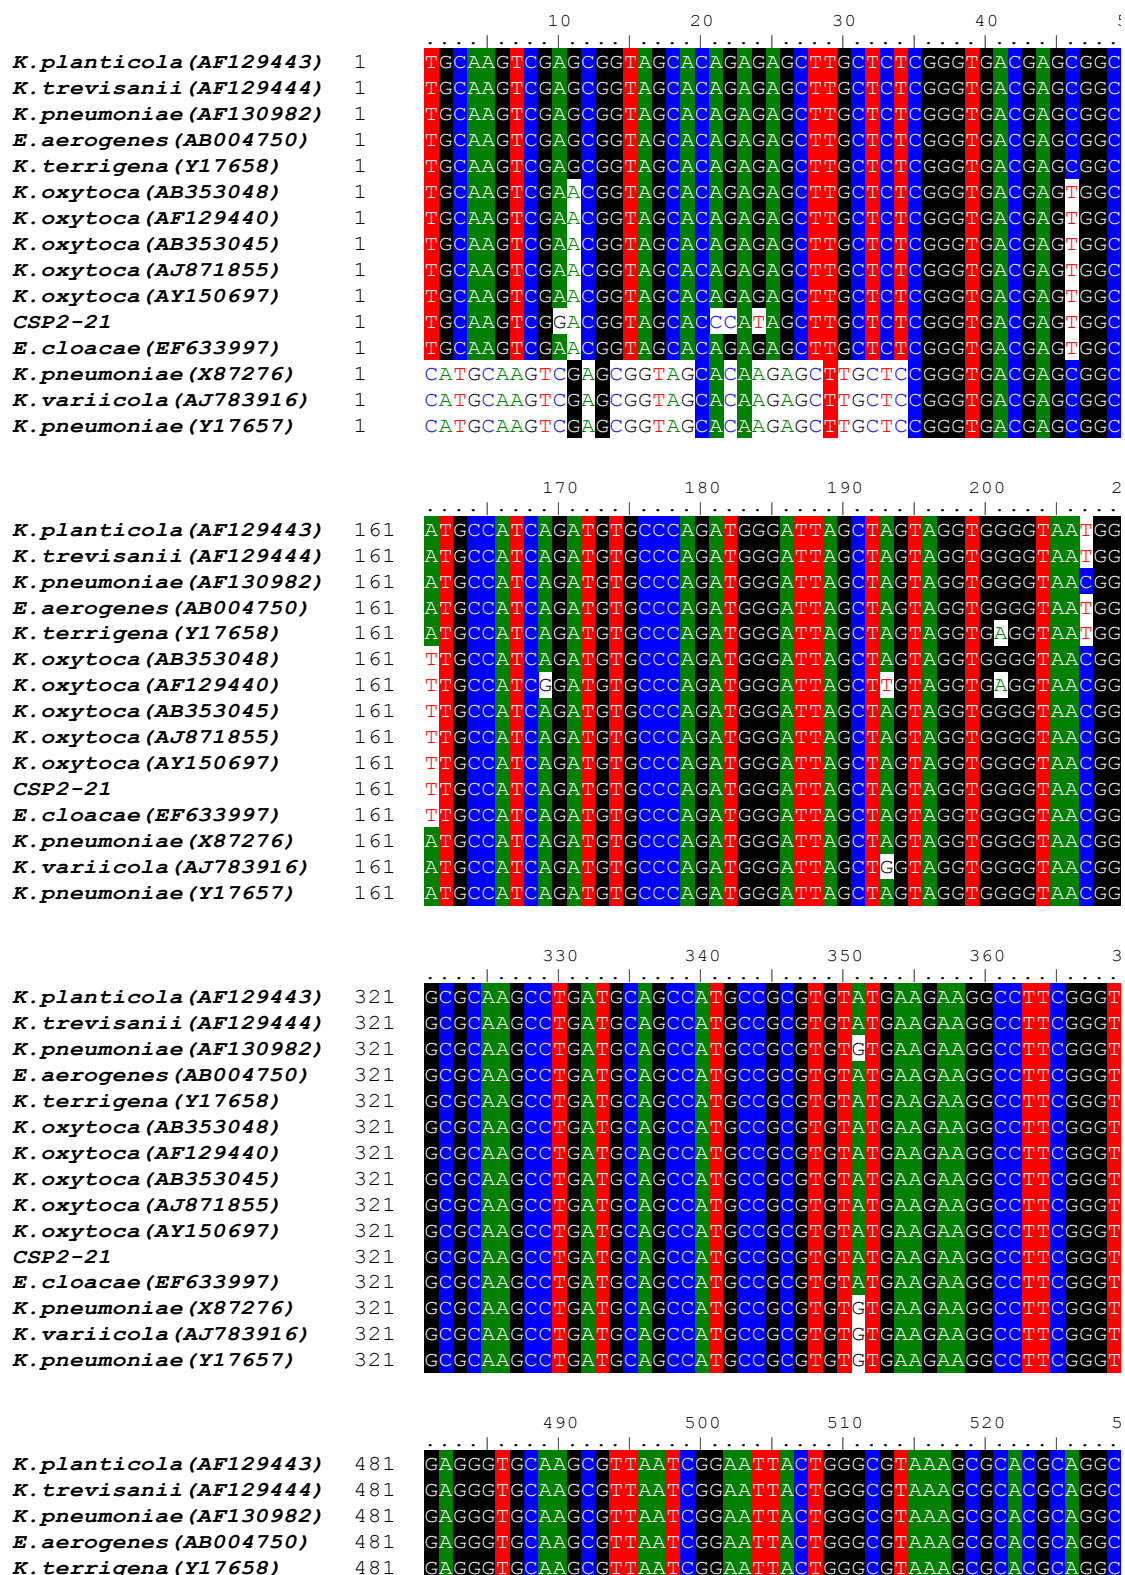 10 20 30 40 5
K.planticola(AF129443) 1 TGCAAGTCGAGCGGTAGCACAGAGAGCTTGCTCTCGGGTGACGAGCGGC
K.trevisanii(AF129444) 1 TGCAAGTCGAGCGGTAGCACAGAGAGCTTGCTCTCGGGTGACGAGCGGC
K.pneumoniae(AF130982) 1 TGCAAGTCGAGCGGTAGCACAGAGAGCTTGCTCTCGGGTGACGAGCGGC
E.aerogenes(AB004750) 1 TGCAAGTCGAGCGGTAGCACAGAGAGCTTGCTCTCGGGTGACGAGCGGC
K.terrigena(Y17658) 1 TGCAAGTCGAGCGGTAGCACAGAGAGCTTGCTCTCGGGTGACGAGCGGC
K.oxytoca(AB353048) 1 TGCAAGTCGAACGGTAGCACAGAGAGCTTGCTCTCGGGTGACGAGTGGC
K.oxytoca(AF129440) 1 TGCAAGTCGAACGGTAGCACAGAGAGCTTGCTCTCGGGTGACGAGTGGC
K.oxytoca(AB353045) 1 TGCAAGTCGAACGGTAGCACAGAGAGCTTGCTCTCGGGTGACGAGTGGC
K.oxytoca(AJ871855) 1 TGCAAGTCGAACGGTAGCACAGAGAGCTTGCTCTCGGGTGACGAGTGGC
K.oxytoca(AY150697) 1 TGCAAGTCGAACGGTAGCACAGAGAGCTTGCTCTCGGGTGACGAGTGGC
CSP2-21 1 TGCAAGTCGGACGGTAGCACCCATAGCTTGCTCTCGGGTGACGAGTGGC
E.cloacae(EF633997) 1 TGCAAGTCGAACGGTAGCACAGAGAGCTTGCTCTCGGGTGACGAGTGGC
K.pneumoniae(X87276) 1 CATGCAAGTCGAGCGGTAGCACAAGAGCTTGCTCCGGGTGACGAGCGGC
K.variicola(AJ783916) 1 CATGCAAGTCGAGCGGTAGCACAAGAGCTTGCTCCGGGTGACGAGCGGC
K.pneumoniae(Y17657) 1 CATGCAAGTCGAGCGGTAGCACAAGAGCTTGCTCCGGGTGACGAGCGGC
170 180 190 200 2
K.planticola(AF129443) 161 ATGCCATCAGATGTGCCCAGATGGGATTAGCTAGTAGGTGGGGTAATGG
K.trevisanii(AF129444) 161 ATGCCATCAGATGTGCCCAGATGGGATTAGCTAGTAGGTGGGGTAATGG
K.pneumoniae(AF130982) 161 ATGCCATCAGATGTGCCCAGATGGGATTAGCTAGTAGGTGGGGTAACGG
E.aerogenes(AB004750) 161 ATGCCATCAGATGTGCCCAGATGGGATTAGCTAGTAGGTGGGGTAATGG
K.terrigena(Y17658) 161 ATGCCATCAGATGTGCCCAGATGGGATTAGCTAGTAGGTGAGGTAATGG
K.oxytoca(AB353048) 161 TTGCCATCAGATGTGCCCAGATGGGATTAGCTAGTAGGTGGGGTAACGG
K.oxytoca(AF129440) 161 TTGCCATCGGATGTGCCCAGATGGGATTAGCTTGTAGGTGAGGTAACGG
K.oxytoca(AB353045) 161 TTGCCATCAGATGTGCCCAGATGGGATTAGCTAGTAGGTGGGGTAACGG
K.oxytoca(AJ871855) 161 TTGCCATCAGATGTGCCCAGATGGGATTAGCTAGTAGGTGGGGTAACGG
K.oxytoca(AY150697) 161 TTGCCATCAGATGTGCCCAGATGGGATTAGCTAGTAGGTGGGGTAACGG
CSP2-21 161 TTGCCATCAGATGTGCCCAGATGGGATTAGCTAGTAGGTGGGGTAACGG
E.cloacae(EF633997) 161 TTGCCATCAGATGTGCCCAGATGGGATTAGCTAGTAGGTGGGGTAACGG
K.pneumoniae(X87276) 161 ATGCCATCAGATGTGCCCAGATGGGATTAGCTAGTAGGTGGGGTAACGG
K.variicola(AJ783916) 161 ATGCCATCAGATGTGCCCAGATGGGATTAGCTGGTAGGTGGGGTAACGG
K.pneumoniae(Y17657) 161 ATGCCATCAGATGTGCCCAGATGGGATTAGCTAGTAGGTGGGGTAACGG
330 340 350 360 3
K.planticola(AF129443) 321 GCGCAAGCCTGATGCAGCCATGCCGCGTGTATGAAGAAGGCCTTCGGGT
K.trevisanii(AF129444) 321 GCGCAAGCCTGATGCAGCCATGCCGCGTGTATGAAGAAGGCCTTCGGGT
K.pneumoniae(AF130982) 321 GCGCAAGCCTGATGCAGCCATGCCGCGTGTGTGAAGAAGGCCTTCGGGT
E.aerogenes(AB004750) 321 GCGCAAGCCTGATGCAGCCATGCCGCGTGTATGAAGAAGGCCTTCGGGT
K.terrigena(Y17658) 321 GCGCAAGCCTGATGCAGCCATGCCGCGTGTATGAAGAAGGCCTTCGGGT
K.oxytoca(AB353048) 321 GCGCAAGCCTGATGCAGCCATGCCGCGTGTATGAAGAAGGCCTTCGGGT
K.oxytoca(AF129440) 321 GCGCAAGCCTGATGCAGCCATGCCGCGTGTATGAAGAAGGCCTTCGGGT
K.oxytoca(AB353045) 321 GCGCAAGCCTGATGCAGCCATGCCGCGTGTATGAAGAAGGCCTTCGGGT
K.oxytoca(AJ871855) 321 GCGCAAGCCTGATGCAGCCATGCCGCGTGTATGAAGAAGGCCTTCGGGT
K.oxytoca(AY150697) 321 GCGCAAGCCTGATGCAGCCATGCCGCGTGTATGAAGAAGGCCTTCGGGT
CSP2-21 321 GCGCAAGCCTGATGCAGCCATGCCGCGTGTATGAAGAAGGCCTTCGGGT
E.cloacae(EF633997) 321 GCGCAAGCCTGATGCAGCCATGCCGCGTGTATGAAGAAGGCCTTCGGGT
K.pneumoniae(X87276) 321 GCGCAAGCCTGATGCAGCCATGCCGCGTGTGTGAAGAAGGCCTTCGGGT
K.variicola(AJ783916) 321 GCGCAAGCCTGATGCAGCCATGCCGCGTGTGTGAAGAAGGCCTTCGGGT
K.pneumoniae(Y17657) 321 GCGCAAGCCTGATGCAGCCATGCCGCGTGTGTGAAGAAGGCCTTCGGGT
490 500 510 520 5
K.planticola(AF129443) 481 GAGGGTGCAAGCGTTAATCGGAATTACTGGGCGTAAAGCGCACGCAGGC
K.trevisanii(AF129444) 481 GAGGGTGCAAGCGTTAATCGGAATTACTGGGCGTAAAGCGCACGCAGGC
K.pneumoniae(AF130982) 481 GAGGGTGCAAGCGTTAATCGGAATTACTGGGCGTAAAGCGCACGCAGGC
E.aerogenes(AB004750) 481 GAGGGTGCAAGCGTTAATCGGAATTACTGGGCGTAAAGCGCACGCAGGC
K.terrigena(Y17658) 481 GAGGGTGCAAGCGTTAATCGGAATTACTGGGCGTAAAGCGCACGCAGGC